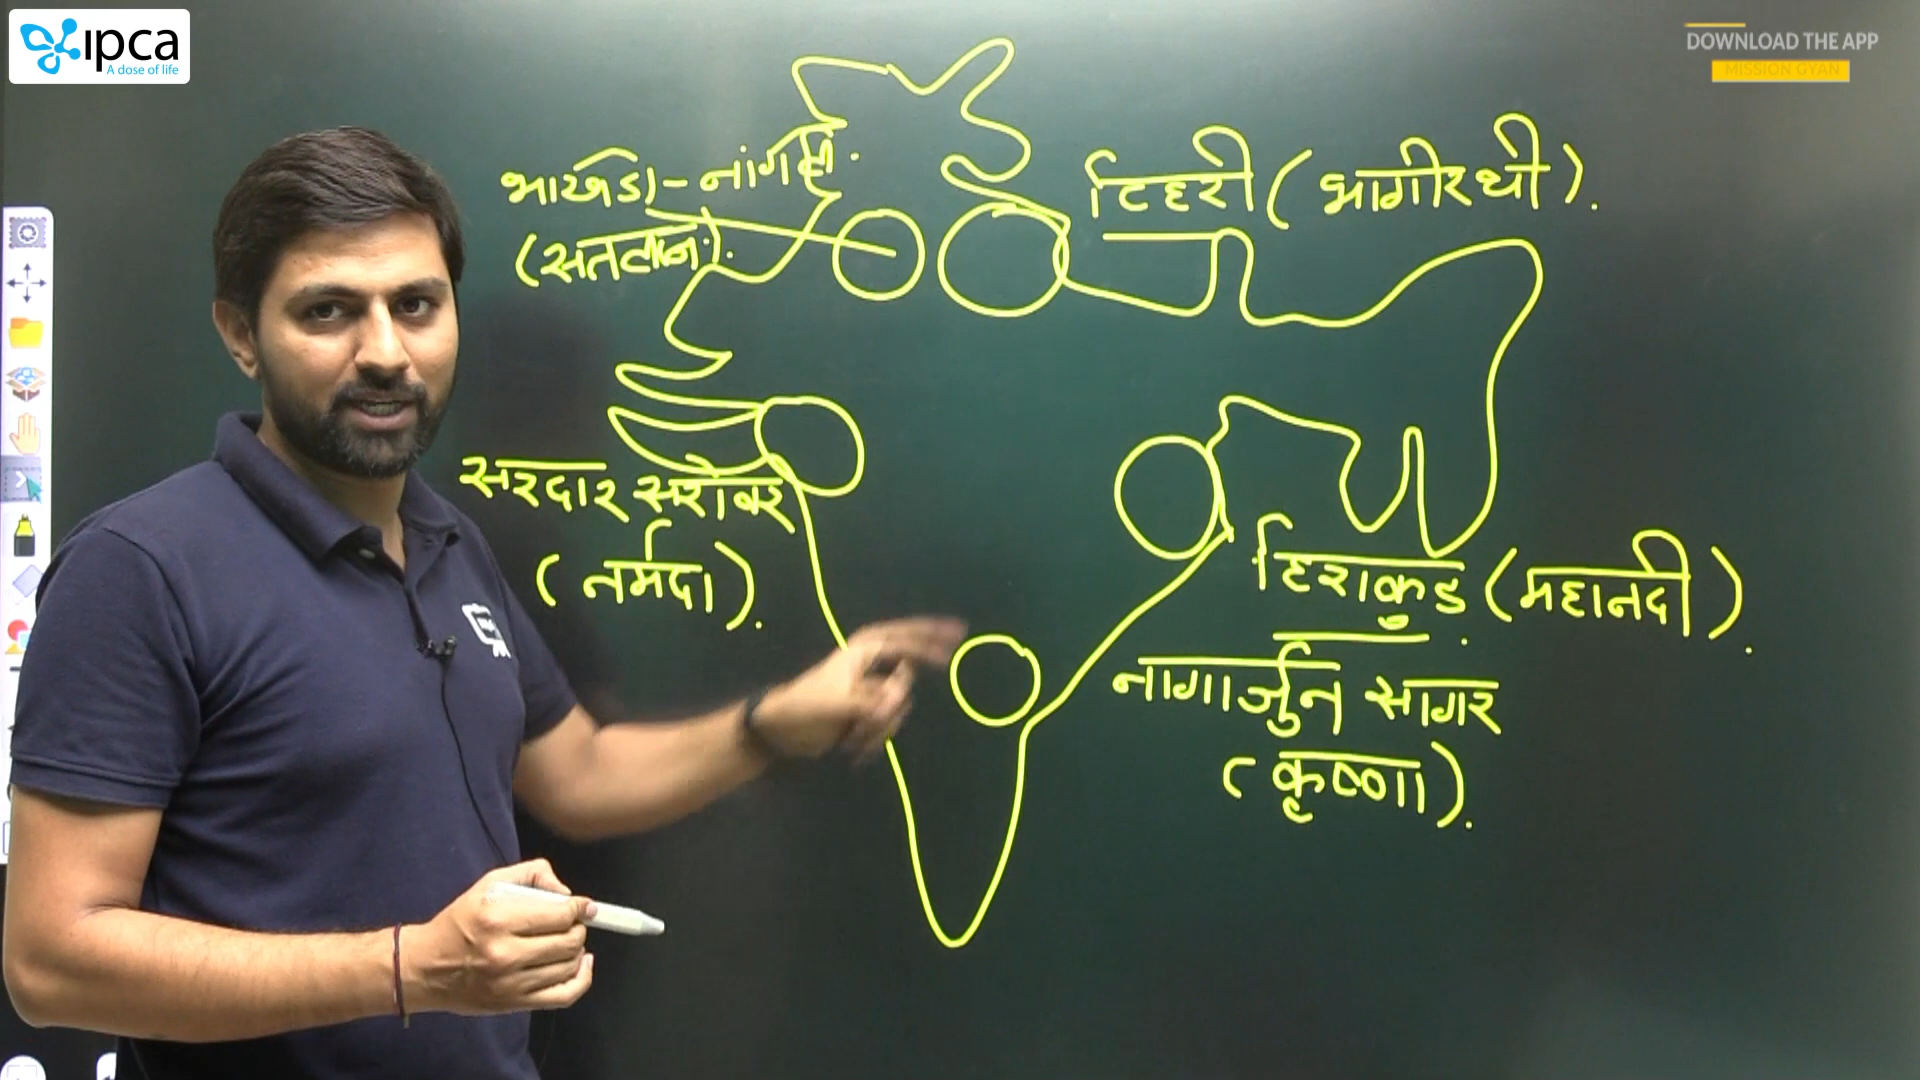 ipca
A dose of life
DOWNLOAD THE APP
MISSION GYAN
भाखडा-नांगल.
(सतलज).
टिहरी (भागीरथी).
सरदार सरोवर
(नर्मदा).
हिराकुड (महानदी).
नागार्जुन सागर
(कृष्णा).